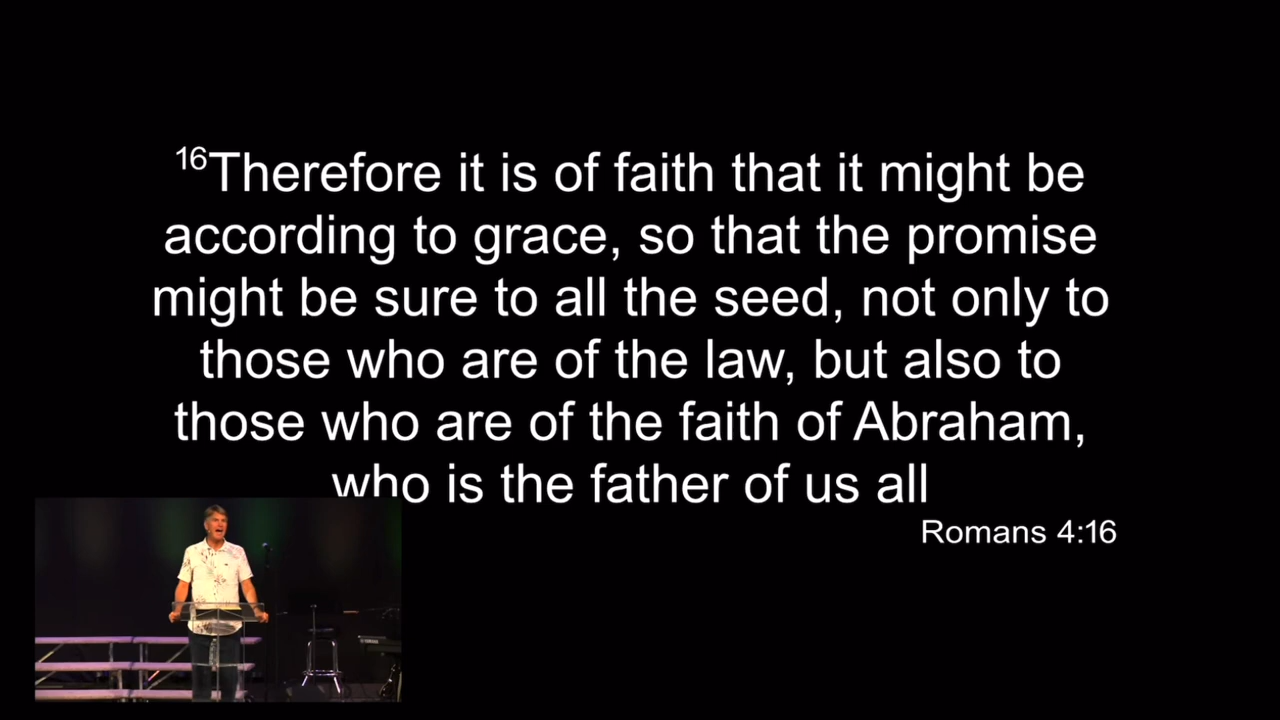 16Therefore it is of faith that it might be
according to grace, so that the promise
might be sure to all the seed, not only to
those who are of the law, but also to
those who are of the faith of Abraham,
who is the father of us all
Romans 4:16